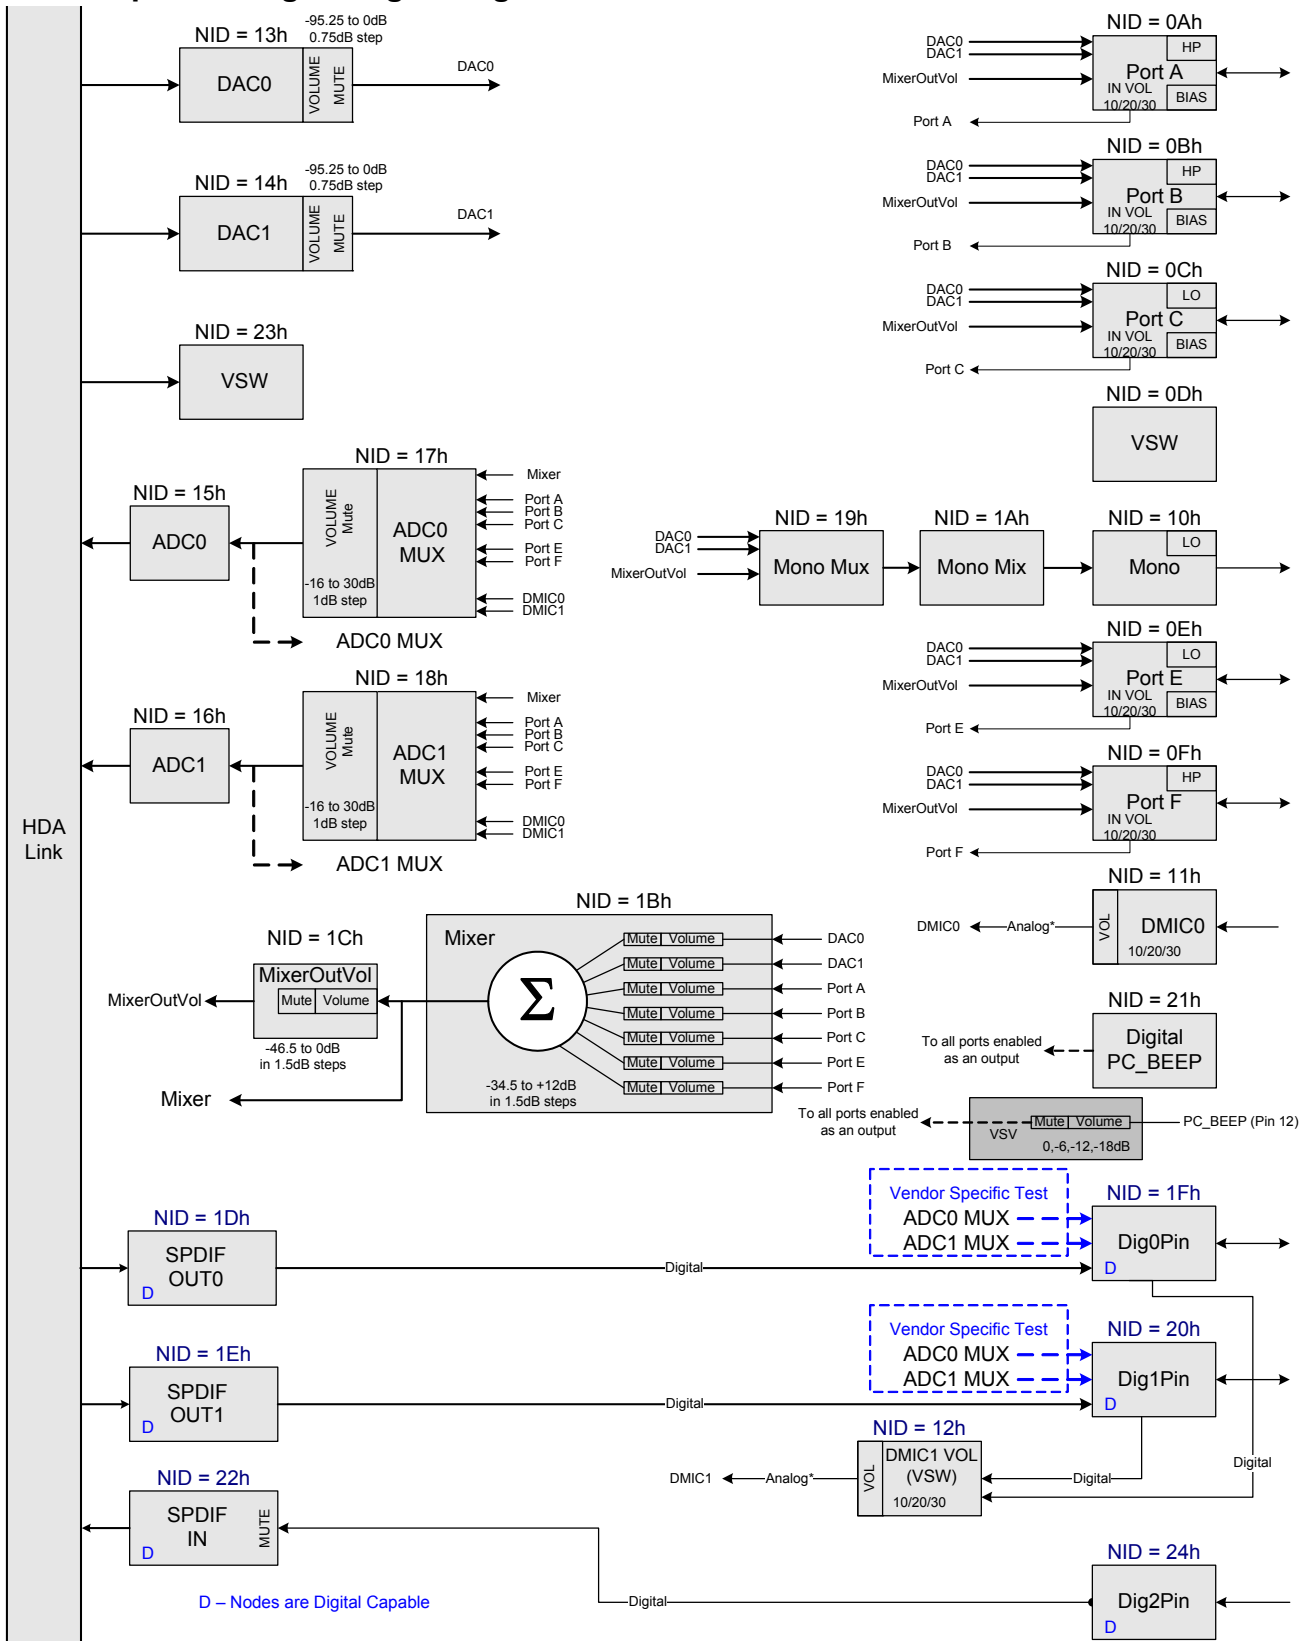 NID = 13h
-95.25 to 0dB
0.75dB step
DAC0
VOLUME
MUTE
DAC0
NID = 14h
-95.25 to 0dB
0.75dB step
DAC1
VOLUME
MUTE
DAC1
NID = 23h
VSW
NID = 17h
VOLUME
Mute
-16 to 30dB
1dB step
ADC0
MUX
Mixer
Port A
Port B
Port C
Port E
Port F
DMIC0
DMIC1
NID = 15h
ADC0
ADC0 MUX
NID = 18h
VOLUME
Mute
-16 to 30dB
1dB step
ADC1
MUX
Mixer
Port A
Port B
Port C
Port E
Port F
DMIC0
DMIC1
NID = 16h
ADC1
ADC1 MUX
HDA
Link
NID = 1Bh
Mixer
Σ
Mute Volume
Mute Volume
Mute Volume
Mute Volume
Mute Volume
Mute Volume
Mute Volume
DAC0
DAC1
Port A
Port B
Port C
Port E
Port F
-34.5 to +12dB
in 1.5dB steps
NID = 1Ch
MixerOutVol
Mute Volume
-46.5 to 0dB
in 1.5dB steps
MixerOutVol
Mixer
NID = 0Ah
DAC0
DAC1
MixerOutVol
HP
Port A
IN VOL
10/20/30
BIAS
Port A
NID = 0Bh
DAC0
DAC1
MixerOutVol
HP
Port B
IN VOL
10/20/30
BIAS
Port B
NID = 0Ch
DAC0
DAC1
MixerOutVol
LO
Port C
IN VOL
10/20/30
BIAS
Port C
NID = 0Dh
VSW
NID = 19h
DAC0
DAC1
MixerOutVol
Mono Mux
NID = 1Ah
Mono Mix
NID = 10h
LO
Mono
NID = 0Eh
DAC0
DAC1
MixerOutVol
LO
Port E
IN VOL
10/20/30
BIAS
Port E
NID = 0Fh
DAC0
DAC1
MixerOutVol
HP
Port F
IN VOL
10/20/30
Port F
NID = 11h
DMIC0
Analog*
VOL
DMIC0
10/20/30
NID = 21h
Digital
PC_BEEP
To all ports enabled
as an output
To all ports enabled
as an output
VSV
Mute Volume
0,-6,-12,-18dB
PC_BEEP (Pin 12)
NID = 1Dh
SPDIF
OUT0
D
Digital
Vendor Specific Test
ADC0 MUX
ADC1 MUX
NID = 1Fh
Dig0Pin
D
NID = 1Eh
SPDIF
OUT1
D
Digital
Vendor Specific Test
ADC0 MUX
ADC1 MUX
NID = 20h
Dig1Pin
D
NID = 12h
DMIC1
Analog*
VOL
DMIC1 VOL
(VSW)
10/20/30
Digital
Digital
NID = 22h
SPDIF
IN
MUTE
D
Digital
NID = 24h
Dig2Pin
D
D – Nodes are Digital Capable